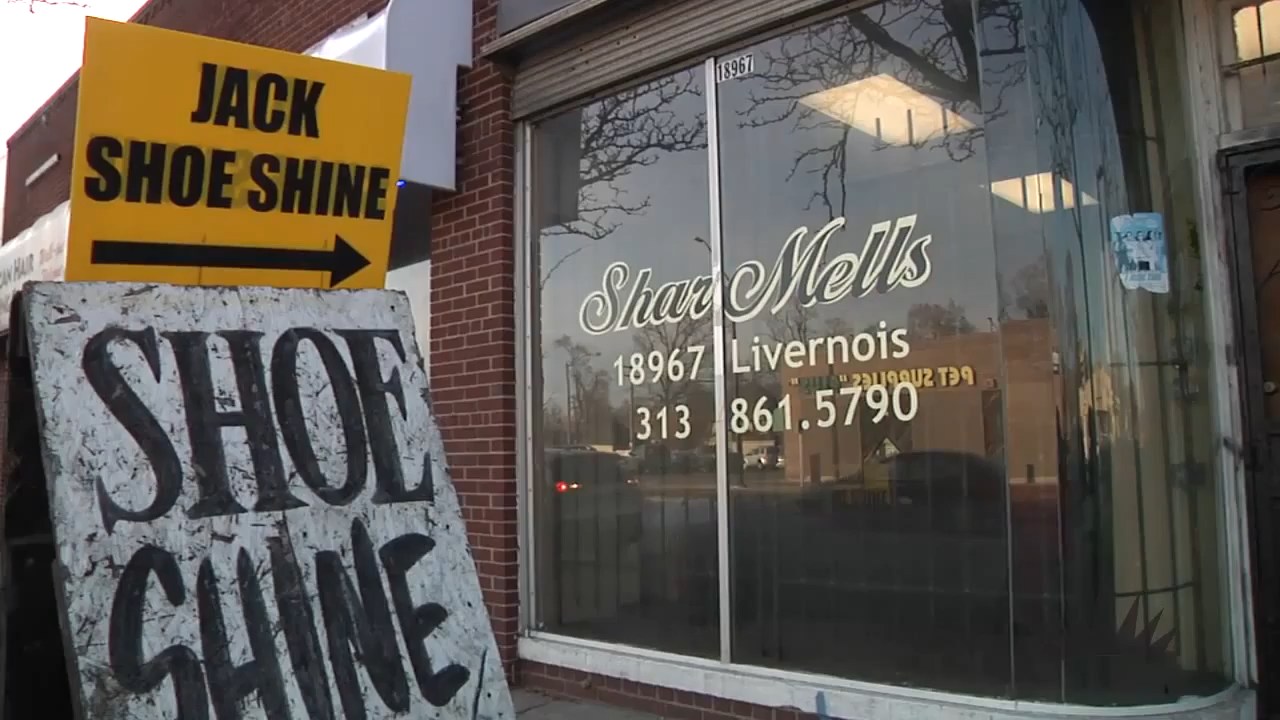 JACK
SHOE SHINE
SHOE
SHINE
18967
Shar Mells
18967 Livernois
313 861.5790
PET SUPPLIES